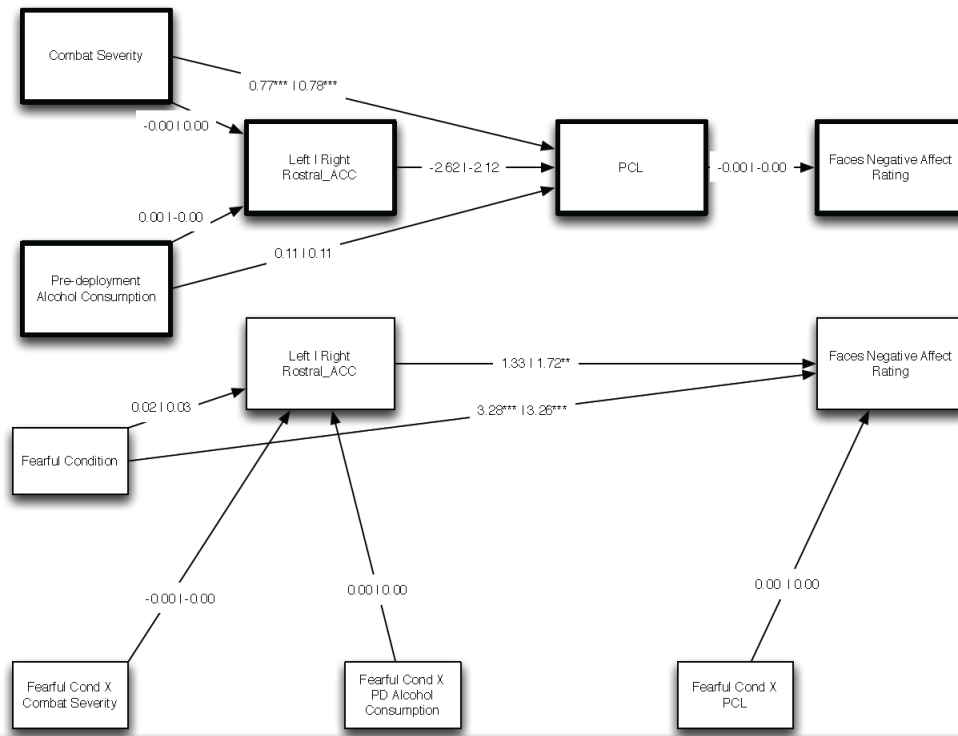 Combat Severity
0.77*** | 0.78***
-0.00 | 0.00
Left | Right
Rostral_ACC
-2.62 | -2.12
PCL
-0.00 | -0.00
Faces Negative Affect
Rating
0.00 | -0.00
0.11 | 0.11
Pre-deployment
Alcohol Consumption
Left | Right
Rostral_ACC
1.33 | 1.72**
Faces Negative Affect
Rating
0.02 | 0.03
3.28*** | 3.26***
Fearful Condition
-0.00 | -0.00
0.00 | 0.00
0.00 | 0.00
Fearful Cond X
Combat Severity
Fearful Cond X
PD Alcohol
Consumption
Fearful Cond X
PCL